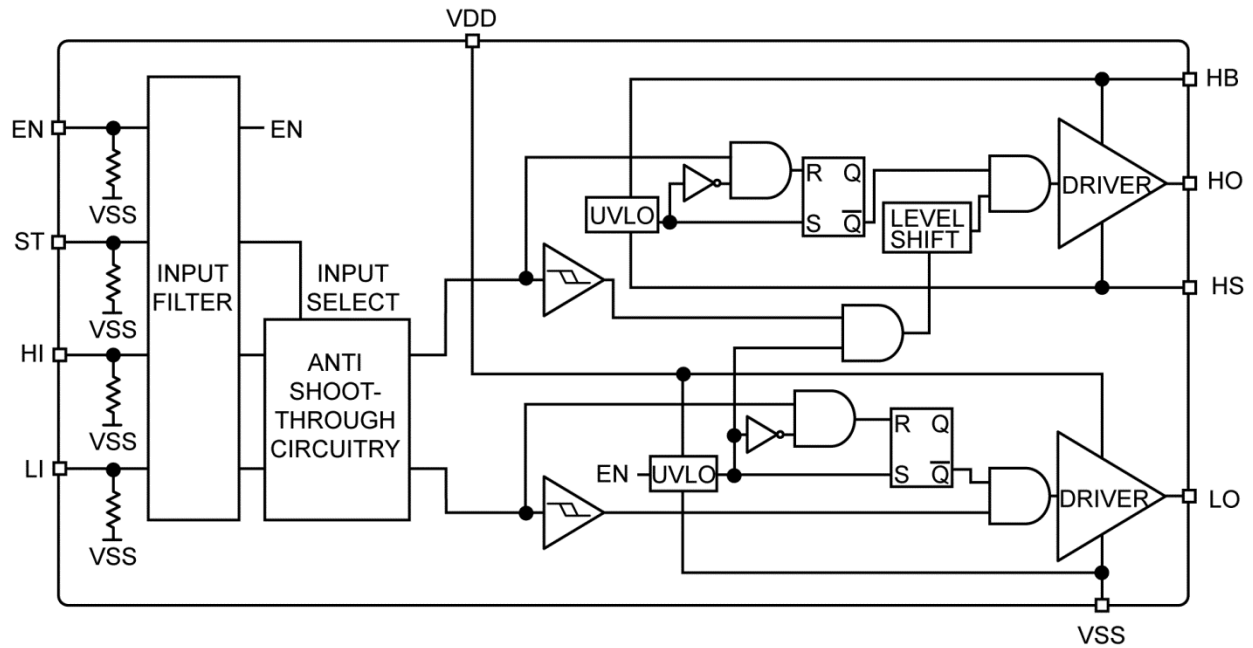 VDD
HB
EN
EN
VSS
R Q
HO
DRIVER
UVLO
S Q̅
LEVEL
SHIFT
ST
VSS
INPUT
FILTER
INPUT
SELECT
HS
HI
VSS
ANTI
SHOOT-
THROUGH
CIRCUITRY
R Q
LI
VSS
EN
UVLO
S Q̅
DRIVER
LO
VSS